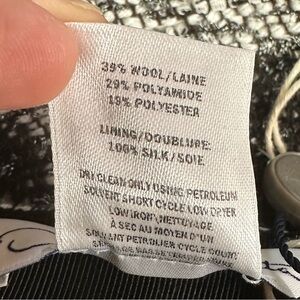 39% WOOL/LAINE
29% POLYAMIDE
19% POLYESTER
LINING/DOUBLURE:
100% SILK/SOIE
DRY CLEAN ONLY USING PETROLEUM
SOLVENT SHORT CYCLE LOW DRYER
LOW IRON\NETTOYAGE
A SEC AU MOYEN D'UN
SOLVANT PETROLIER CYCLE COURT